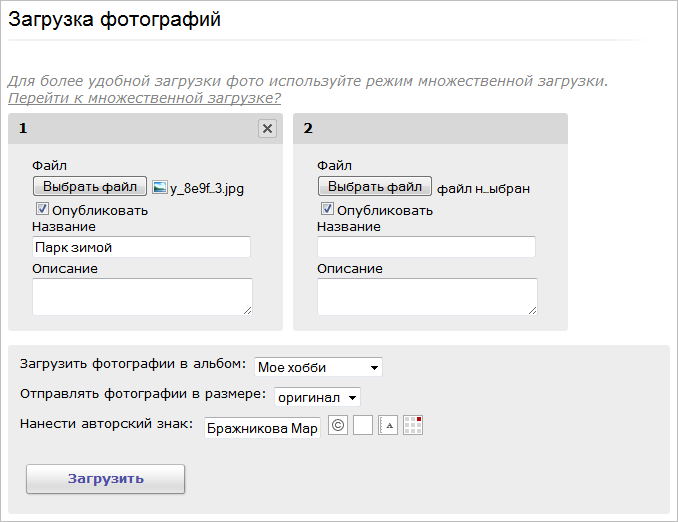 Загрузка фотографий
Для более удобной загрузки фото используйте режим множественной загрузки.
Перейти к множественной загрузке?
1
Файл
Выбрать файл y_8e9f_3.jpg
Опубликовать
Название
Парк зимой
Описание
2
Файл
Выбрать файл файл н_ыбран
Опубликовать
Название
Описание
Загрузить фотографии в альбом: Мое хобби
Отправлять фотографии в размере: оригинал
Нанести авторский знак: Бражникова Мар © A
Загрузить